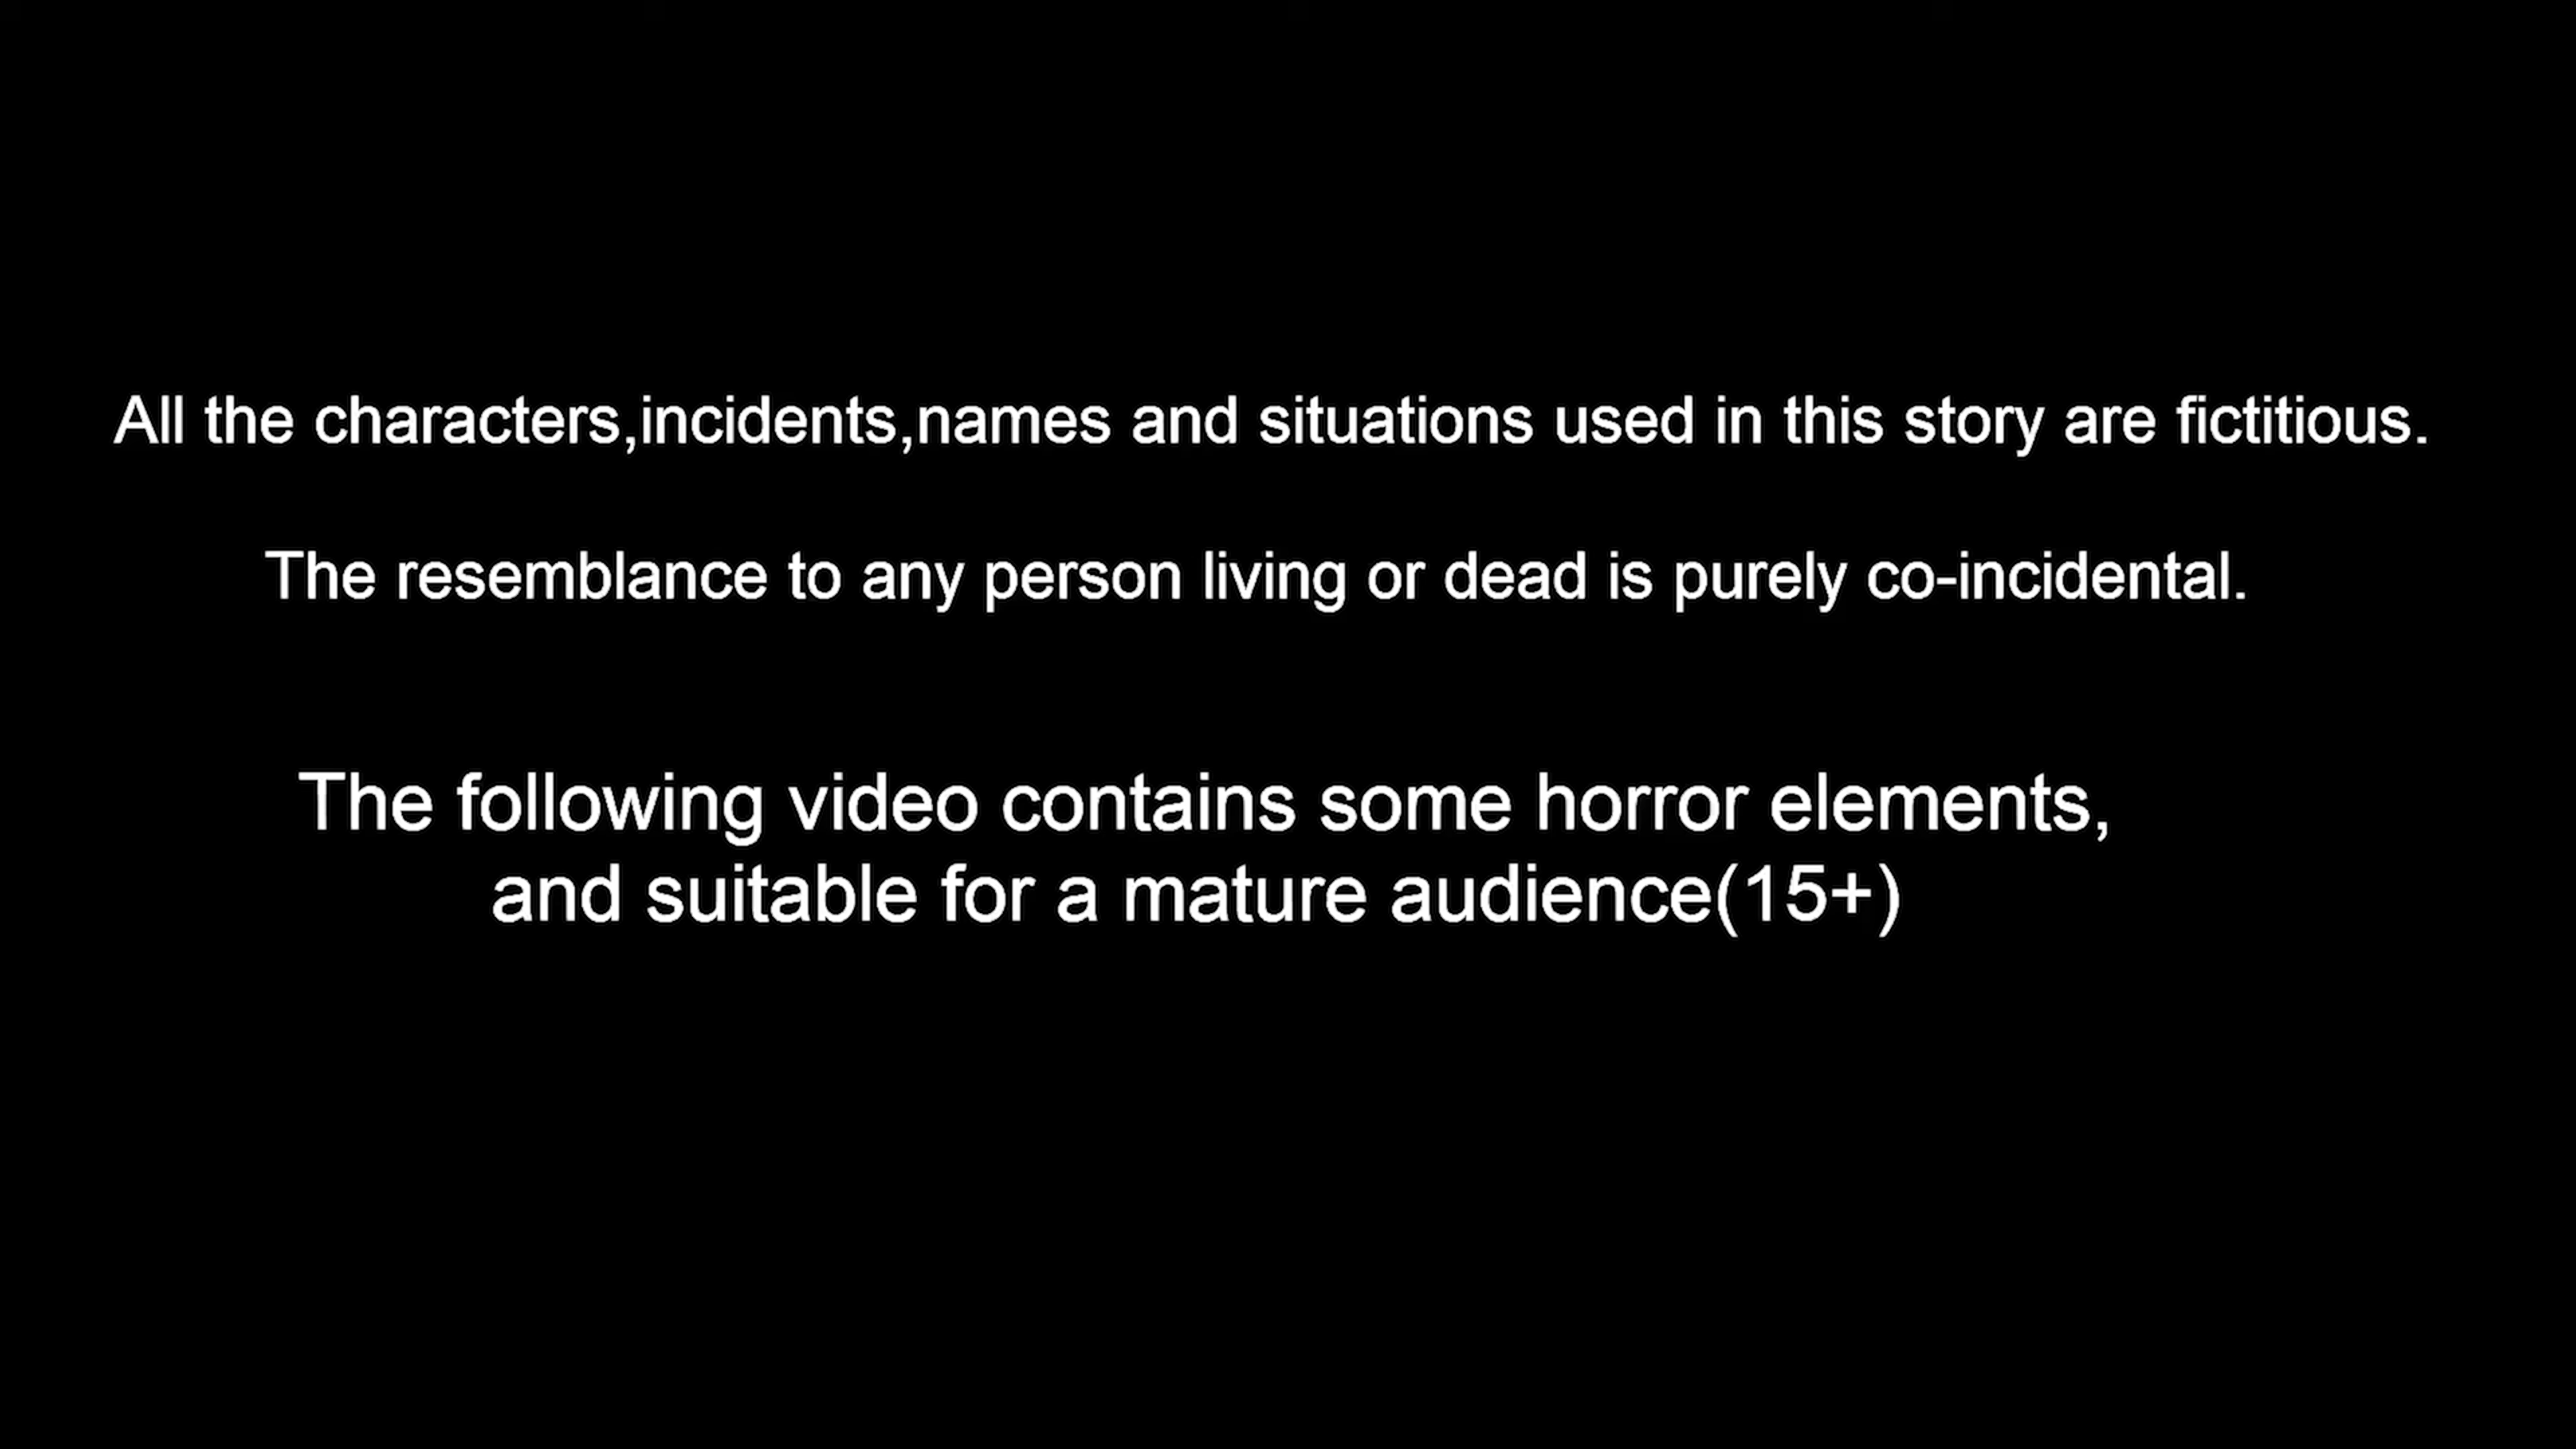 All the characters,incidents,names and situations used in this story are fictitious.
The resemblance to any person living or dead is purely co-incidental.
The following video contains some horror elements,
and suitable for a mature audience(15+)